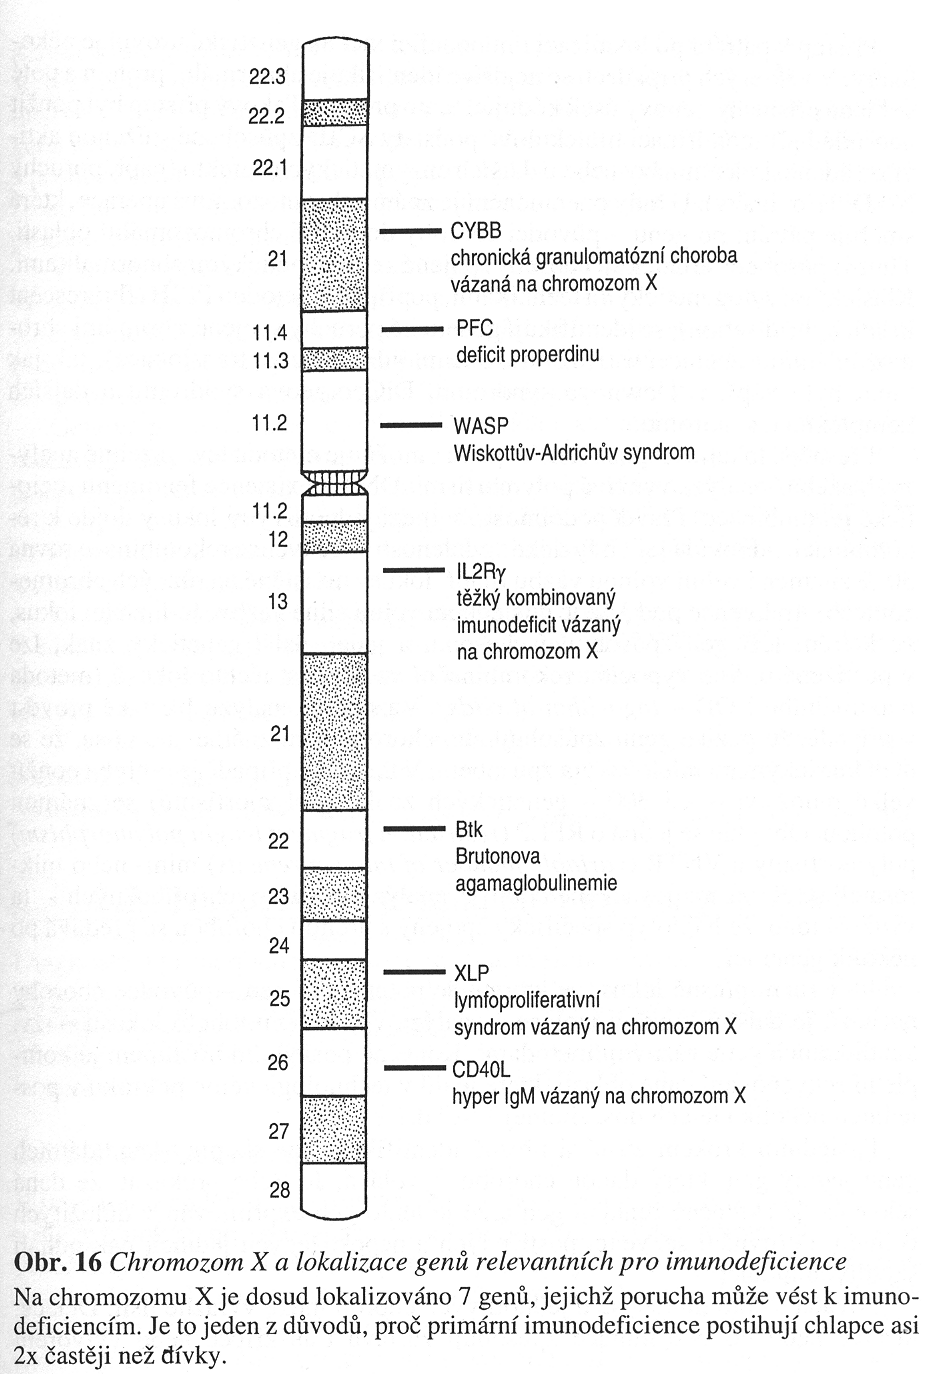 22.3
22.2
22.1
21
CYBB
chronická granulomatózní choroba
vázaná na chromozom X
11.4
PFC
deficit properdinu
11.3
11.2
WASP
Wiskottův-Aldrichův syndrom
11.2
12
13
IL2Rγ
těžký kombinovaný
imunodeficit vázaný
na chromozom X
21
22
Btk
Brutonova
agamaglobulinemie
23
24
25
XLP
lymfoproliferativní
syndrom vázaný na chromozom X
26
CD40L
hyper IgM vázaný na chromozom X
27
28
Obr. 16 Chromozom X a lokalizace genů relevantních pro imunodeficience
Na chromozomu X je dosud lokalizováno 7 genů, jejichž porucha může vést k imuno-
deficiencím. Je to jeden z důvodů, proč primární imunodeficience postihují chlapce asi
2x častěji než dívky.